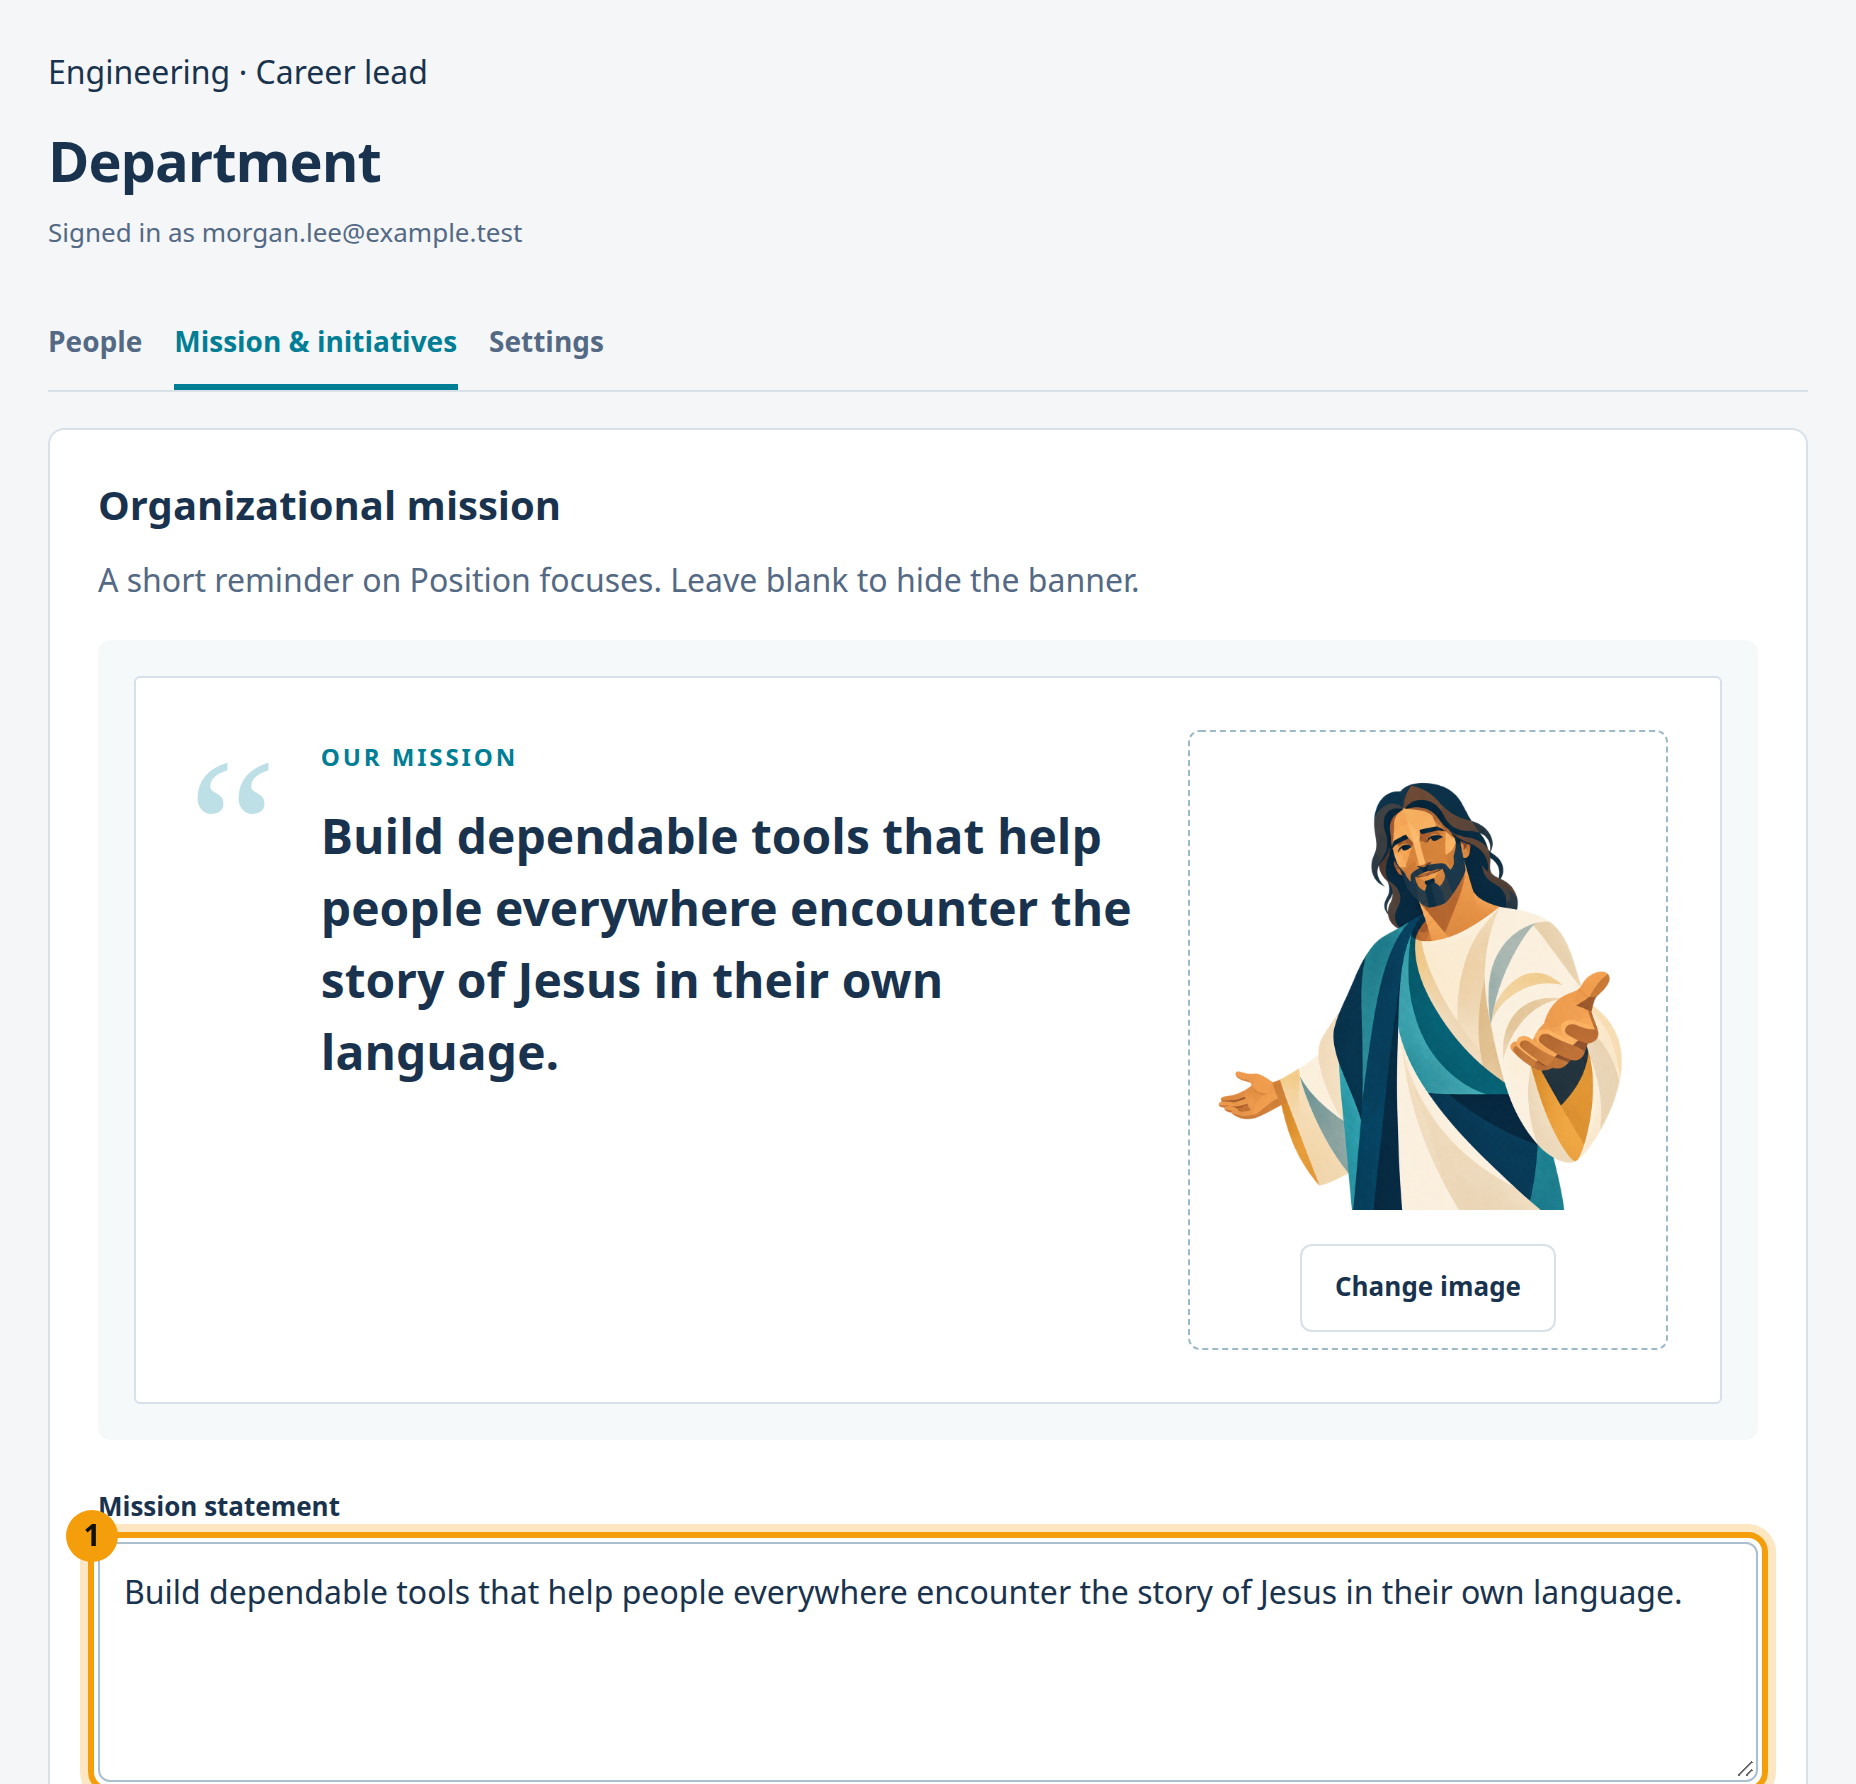 Engineering · Career lead
Department
Signed in as morgan.lee@example.test
People Mission & initiatives Settings
Organizational mission
A short reminder on Position focuses. Leave blank to hide the banner.
“
OUR MISSION
Build dependable tools that help
people everywhere encounter the
story of Jesus in their own
language.
Change image
Mission statement
1
Build dependable tools that help people everywhere encounter the story of Jesus in their own language.